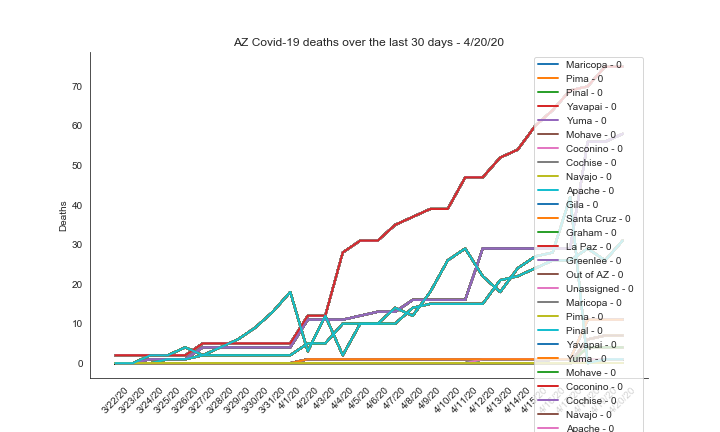 AZ Covid-19 deaths over the last 30 days - 4/20/20
Deaths
70
60
50
40
30
20
10
0
3/22/20
3/23/20
3/24/20
3/25/20
3/26/20
3/27/20
3/28/20
3/29/20
3/30/20
3/31/20
4/1/20
4/2/20
4/3/20
4/4/20
4/5/20
4/6/20
4/7/20
4/8/20
4/9/20
4/10/20
4/11/20
4/12/20
4/13/20
4/14/20
Maricopa - 0
Pima - 0
Pinal - 0
Yavapai - 0
Yuma - 0
Mohave - 0
Coconino - 0
Cochise - 0
Navajo - 0
Apache - 0
Gila - 0
Santa Cruz - 0
Graham - 0
La Paz - 0
Greenlee - 0
Out of AZ - 0
Unassigned - 0
Maricopa - 0
Pima - 0
Pinal - 0
Yavapai - 0
Yuma - 0
Mohave - 0
Coconino - 0
Cochise - 0
Navajo - 0
Apache - 0